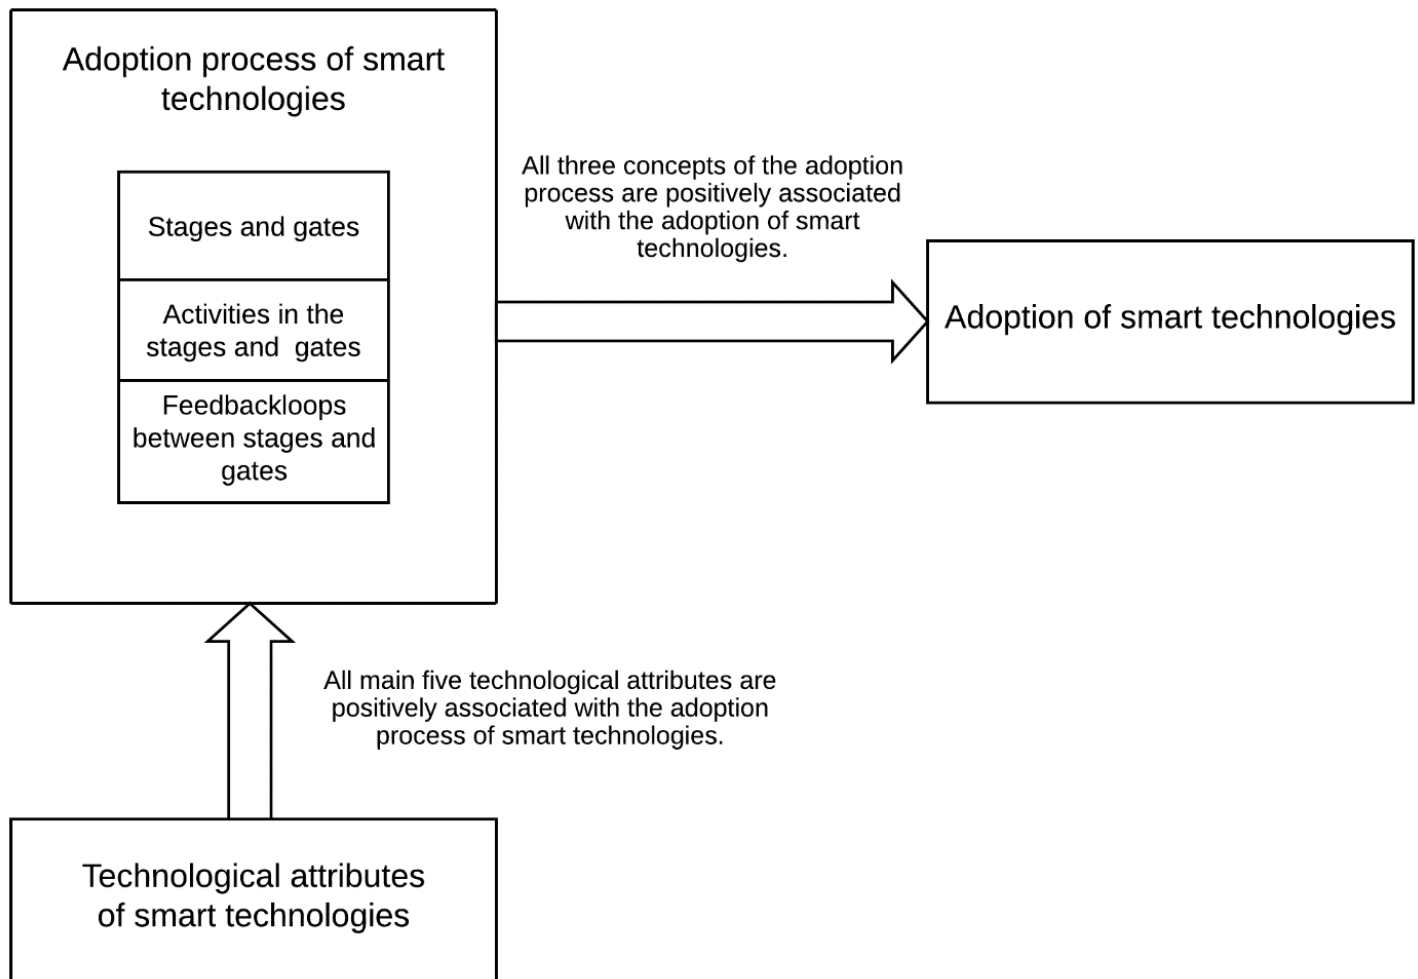 Adoption process of smart
technologies
Stages and gates
Activities in the
stages and  gates
Feedbackloops
between stages and
gates
All three concepts of the adoption
process are positively associated
with the adoption of smart
technologies.
Adoption of smart technologies
All main five technological attributes are
positively associated with the adoption
process of smart technologies.
Technological attributes
of smart technologies